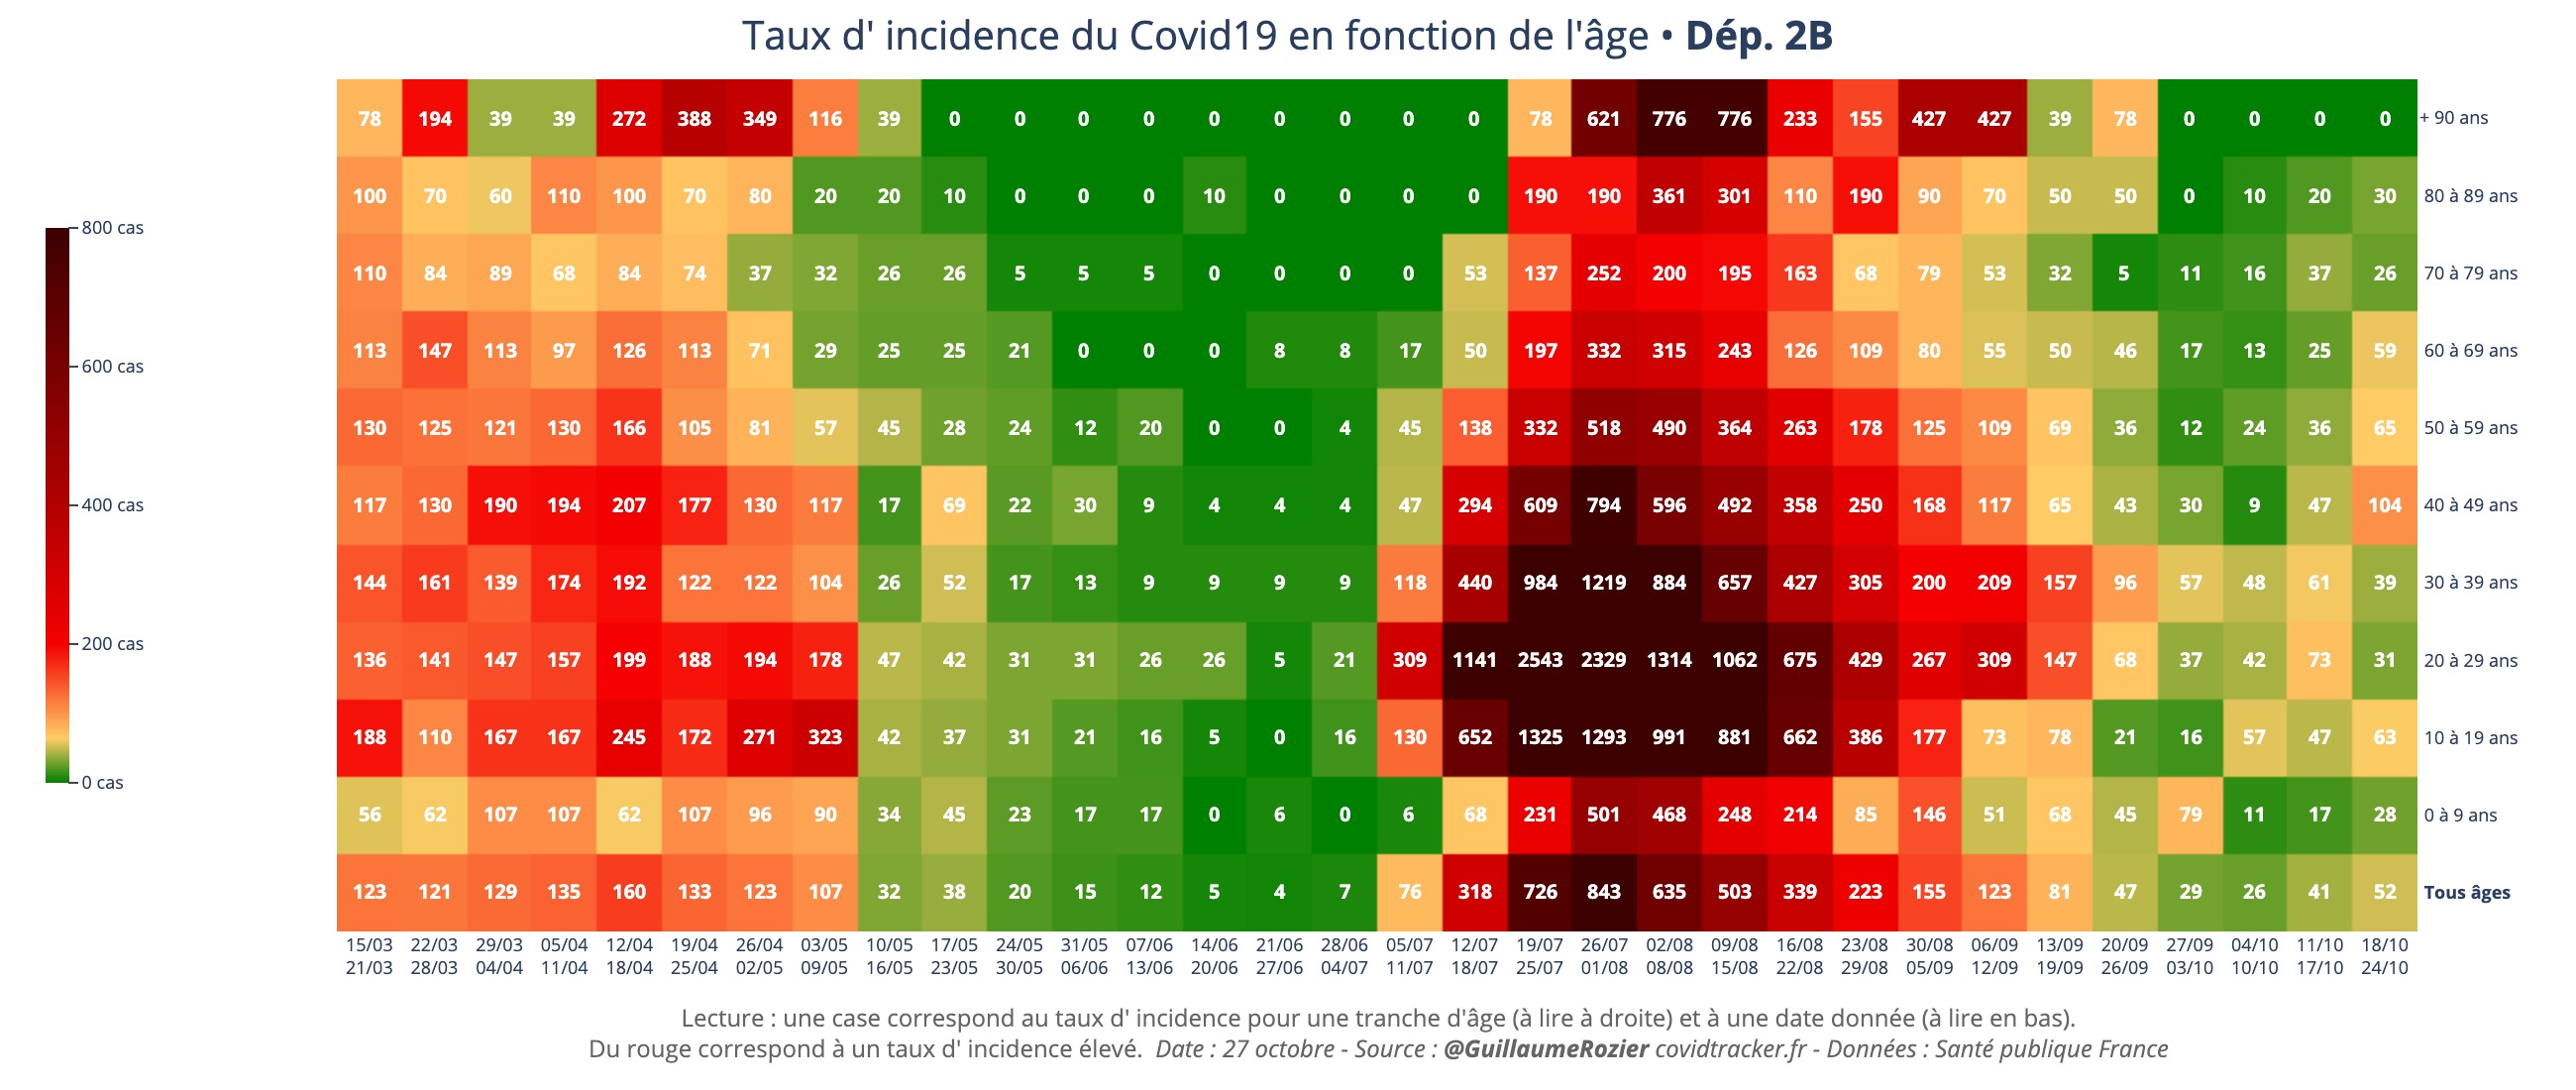 Taux d' incidence du Covid19 en fonction de l'âge • Dép. 2B
78 194 39 39 272 388 349 116 39 0 0 0 0 0 0 0 0 0 78 621 776 776 233 155 427 427 39 78 0 0 0 0 + 90 ans
100 70 60 110 100 70 80 20 20 10 0 0 0 10 0 0 0 0 190 190 361 301 110 190 90 70 50 50 0 10 20 30 80 à 89 ans
800 cas
110 84 89 68 84 74 37 32 26 26 5 5 5 0 0 0 0 53 137 252 200 195 163 68 79 53 32 5 11 16 37 26 70 à 79 ans
113 147 113 97 126 113 71 29 25 25 21 0 0 0 8 8 17 50 197 332 315 243 126 109 80 55 50 46 17 13 25 59 60 à 69 ans
600 cas
130 125 121 130 166 105 81 57 45 28 24 12 20 0 0 4 45 138 332 518 490 364 263 178 125 109 69 36 12 24 36 65 50 à 59 ans
400 cas
117 130 190 194 207 177 130 117 17 69 22 30 9 4 4 4 47 294 609 794 596 492 358 250 168 117 65 43 30 9 47 104 40 à 49 ans
144 161 139 174 192 122 122 104 26 52 17 13 9 9 9 9 118 440 984 1219 884 657 427 305 200 209 157 96 57 48 61 39 30 à 39 ans
200 cas
136 141 147 157 199 188 194 178 47 42 31 31 26 26 5 21 309 1141 2543 2329 1314 1062 675 429 267 309 147 68 37 42 73 31 20 à 29 ans
188 110 167 167 245 172 271 323 42 37 31 21 16 5 0 16 130 652 1325 1293 991 881 662 386 177 73 78 21 16 57 47 63 10 à 19 ans
0 cas
56 62 107 107 62 107 96 90 34 45 23 17 17 0 6 0 6 68 231 501 468 248 214 85 146 51 68 45 79 11 17 28 0 à 9 ans
123 121 129 135 160 133 123 107 32 38 20 15 12 5 4 7 76 318 726 843 635 503 339 223 155 123 81 47 29 26 41 52 Tous âges
15/03 22/03 29/03 05/04 12/04 19/04 26/04 03/05 10/05 17/05 24/05 31/05 07/06 14/06 21/06 28/06 05/07 12/07 19/07 26/07 02/08 09/08 16/08 23/08 30/08 06/09 13/09 20/09 27/09 04/10 11/10 18/10
21/03 28/03 04/04 11/04 18/04 25/04 02/05 09/05 16/05 23/05 30/05 06/06 13/06 20/06 27/06 04/07 11/07 18/07 25/07 01/08 08/08 15/08 22/08 29/08 05/09 12/09 19/09 26/09 03/10 10/10 17/10 24/10
Lecture : une case correspond au taux d' incidence pour une tranche d'âge (à lire à droite) et à une date donnée (à lire en bas).
Du rouge correspond à un taux d' incidence élevé. Date : 27 octobre - Source : @GuillaumeRozier covidtracker.fr - Données : Santé publique France